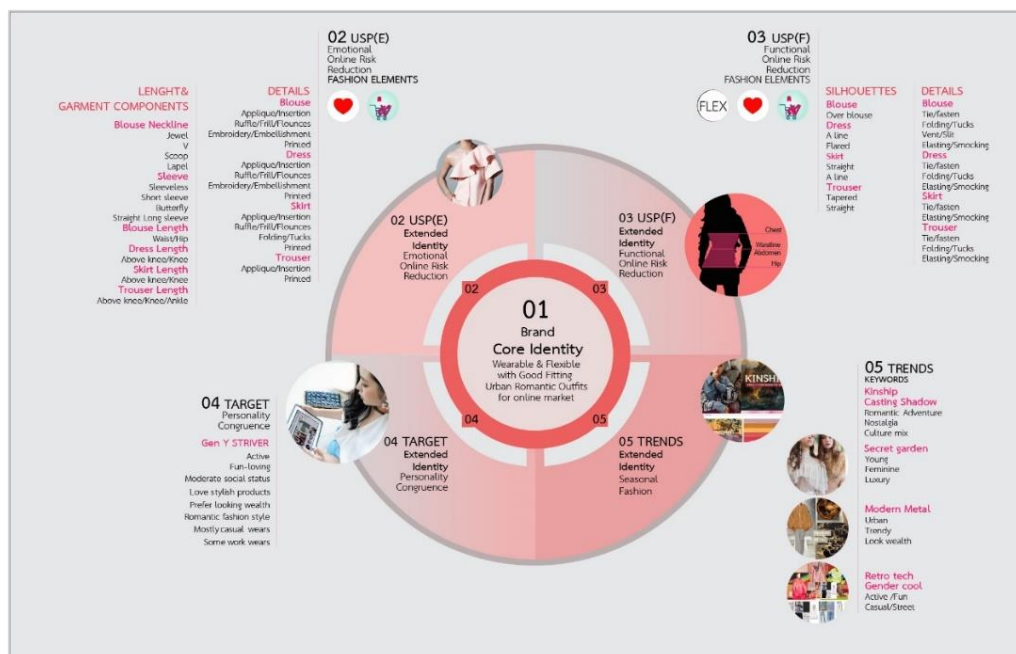 02 USP(E)
Emotional
Online Risk
Reduction
FASHION ELEMENTS
LENGHT&
GARMENT COMPONENTS
Blouse Neckline
Jewel
V
Scoop
Lapel
Sleeve
Sleeveless
Short sleeve
Butterfly
Straight Long sleeve
Blouse Length
Waist/Hip
Dress Length
Above knee/Knee
Skirt Length
Above knee/Knee
Trouser Length
Above knee/Knee/Ankle
DETAILS
Blouse
Applique/Insertion
Ruffle/Frill/Flounces
Embroidery/Embellishment
Printed
Dress
Applique/Insertion
Ruffle/Frill/Flounces
Embroidery/Embellishment
Printed
Skirt
Applique/Insertion
Ruffle/Frill/Flounces
Folding/Tucks
Printed
Trouser
Applique/Insertion
Printed
03 USP(F)
Functional
Online Risk
Reduction
FASHION ELEMENTS
FLEX
SILHOUETTES
Blouse
Over blouse
Dress
A line
Flared
Skirt
Straight
A line
Trouser
Tapered
Straight
DETAILS
Blouse
Tie/fasten
Folding/Tucks
Vent/Slit
Elasting/Smocking
Dress
Tie/fasten
Folding/Tucks
Elasting/Smocking
Skirt
Tie/fasten
Elasting/Smocking
Trouser
Tie/fasten
Folding/Tucks
Elasting/Smocking
02 USP(E)
Extended
Identity
Emotional
Online Risk
Reduction
03 USP(F)
Extended
Identity
Functional
Online Risk
Reduction
Chest
Waistline
Abdomen
Hip
02
03
01
Brand
Core Identity
Wearable & Flexible
with Good Fitting
Urban Romantic Outfits
for online market
04
05
04 TARGET
Extended
Identity
Personality
Congruence
05 TRENDS
Extended
Identity
Seasonal
Fashion
04 TARGET
Personality
Congruence
Gen Y STRIVER
Active
Fun-loving
Moderate social status
Love stylish products
Prefer looking wealth
Romantic fashion style
Mostly casual wears
Some work wears
KINSHI
05 TRENDS
KEYWORDS
Kinship
Casting Shadow
Romantic Adventure
Nostalgia
Culture mix
Secret garden
Young
Feminine
Luxury
Modern Metal
Urban
Trendy
Look wealth
Retro tech
Gender cool
Active /Fun
Casual/Street